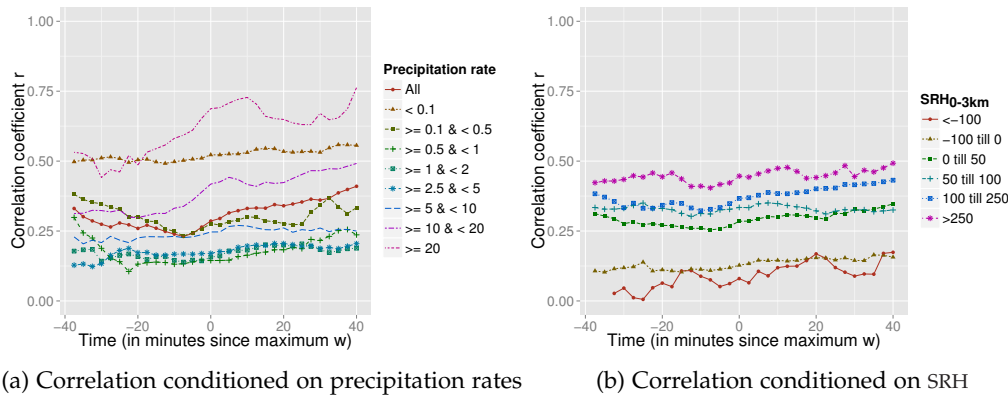 Correlation coefficient r
1.00
0.75
0.50
0.25
0.00
−40
−20
0
20
40
Time (in minutes since maximum w)
Precipitation rate
All
< 0.1
>= 0.1 & < 0.5
>= 0.5 & < 1
>= 1 & < 2
>= 2.5 & < 5
>= 5 & < 10
>= 10 & < 20
>= 20
(a) Correlation conditioned on precipitation rates
Correlation coefficient r
1.00
0.75
0.50
0.25
0.00
−40
−20
0
20
40
Time (in minutes since maximum w)
SRH0-3km
<−100
−100 till 0
0 till 50
50 till 100
100 till 250
>250
(b) Correlation conditioned on SRH